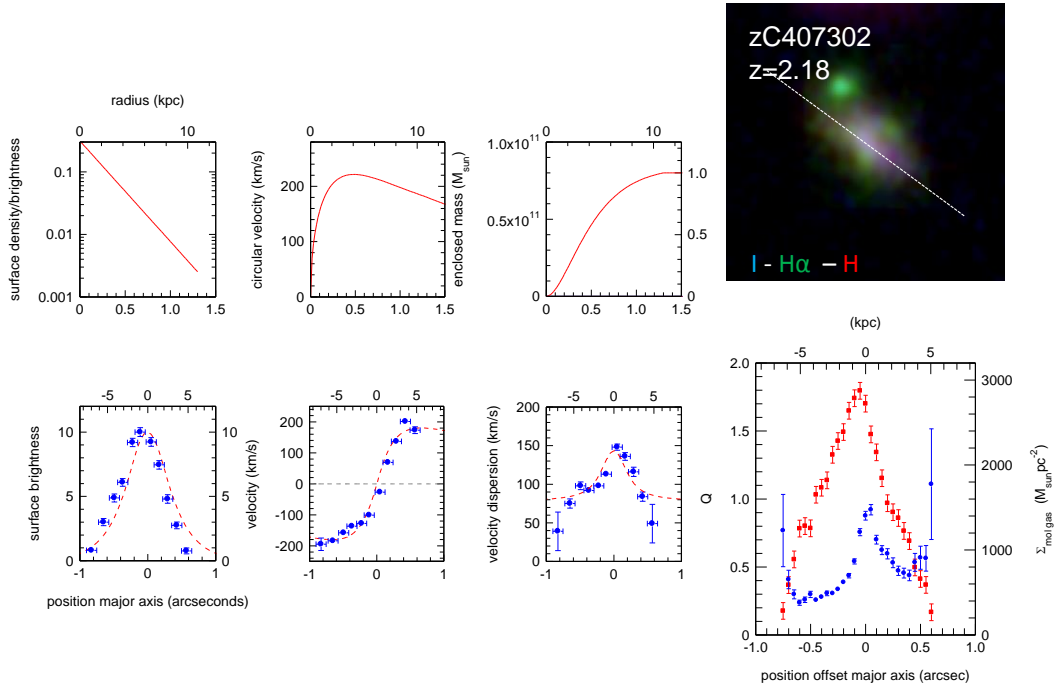 zC407302
z=2.18
I - Hα – H
radius (kpc)
0 10
surface density/brightness
0.1
0.01
0.001
0 0.5 1.0 1.5
0 10
circular velocity (km/s)
200
100
0
0 0.5 1.0 1.5
0 10
enclosed mass (M_sun)
1.0x10^11
0.5x10^11
0
1.0
0.5
0
0 0.5 1.0 1.5
-5 0 5
surface brightness
10
5
0
10
5
0
-1 0 1
position major axis (arcseconds)
-5 0 5
velocity (km/s)
200
100
0
-100
-200
-1 0 1
-5 0 5
velocity dispersion (km/s)
200
150
100
50
0
-1 0 1
(kpc)
-5 0 5
Q
2.0
1.5
1.0
0.5
0
3000
2000
1000
0
Σ_mol gas (M_sun pc^-2)
-1.0 -0.5 0 0.5 1.0
position offset major axis (arcsec)